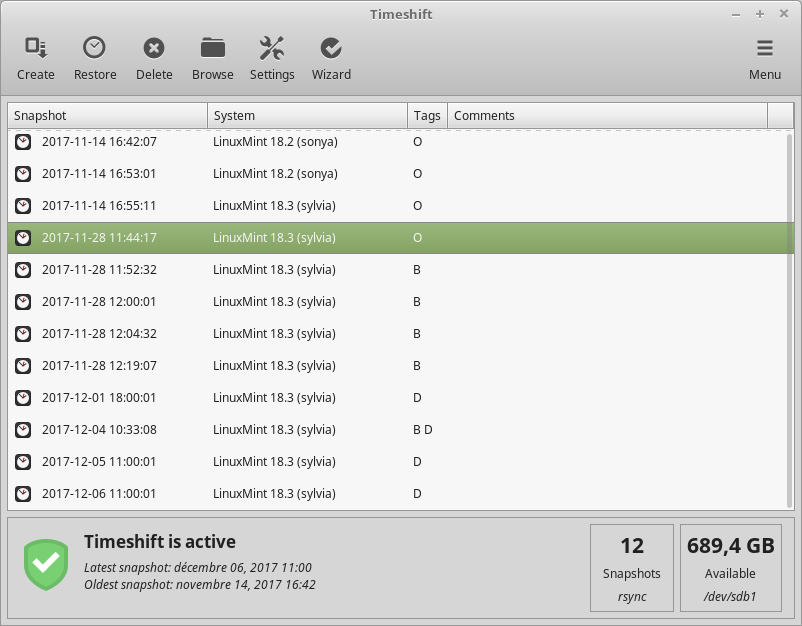 Timeshift
Create Restore Delete Browse Settings Wizard Menu
Snapshot System Tags Comments
2017-11-14 16:42:07 LinuxMint 18.2 (sonya) O
2017-11-14 16:53:01 LinuxMint 18.2 (sonya) O
2017-11-14 16:55:11 LinuxMint 18.3 (sylvia) O
2017-11-28 11:44:17 LinuxMint 18.3 (sylvia) O
2017-11-28 11:52:32 LinuxMint 18.3 (sylvia) B
2017-11-28 12:00:01 LinuxMint 18.3 (sylvia) B
2017-11-28 12:04:32 LinuxMint 18.3 (sylvia) B
2017-11-28 12:19:07 LinuxMint 18.3 (sylvia) B
2017-12-01 18:00:01 LinuxMint 18.3 (sylvia) D
2017-12-04 10:33:08 LinuxMint 18.3 (sylvia) B D
2017-12-05 11:00:01 LinuxMint 18.3 (sylvia) D
2017-12-06 11:00:01 LinuxMint 18.3 (sylvia) D
Timeshift is active
Latest snapshot: décembre 06, 2017 11:00
Oldest snapshot: novembre 14, 2017 16:42
12
Snapshots
rsync
689,4 GB
Available
/dev/sdb1